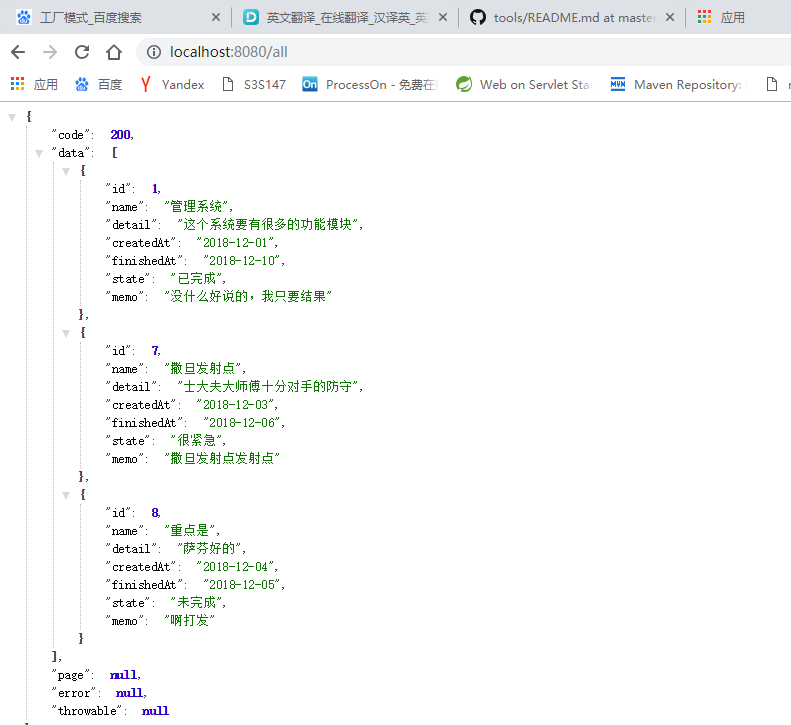 工厂模式_百度搜索
英文翻译_在线翻译_汉译英_英
tools/README.md at master
应用
localhost:8080/all
应用 百度 Yandex S3S147 ProcessOn - 免费在 Web on Servlet Sta Maven Repository:
{
"code": 200,
"data": [
{
"id": 1,
"name": "管理系统",
"detail": "这个系统要有很多的功能模块",
"createdAt": "2018-12-01",
"finishedAt": "2018-12-10",
"state": "已完成",
"memo": "没什么好说的，我只要结果"
},
{
"id": 7,
"name": "撒旦发射点",
"detail": "士大夫大师傅十分对手的防守",
"createdAt": "2018-12-03",
"finishedAt": "2018-12-06",
"state": "很紧急",
"memo": "撒旦发射点发射点"
},
{
"id": 8,
"name": "重点是",
"detail": "萨芬好的",
"createdAt": "2018-12-04",
"finishedAt": "2018-12-05",
"state": "未完成",
"memo": "啊打发"
}
],
"page": null,
"error": null,
"throwable": null